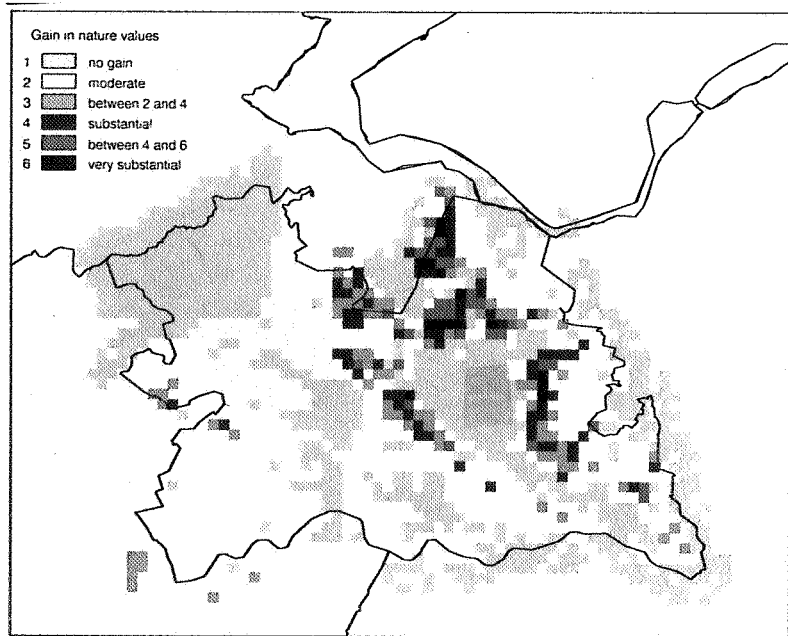 Gain in nature values
1 no gain
2 moderate
3 between 2 and 4
4 substantial
5 between 4 and 6
6 very substantial